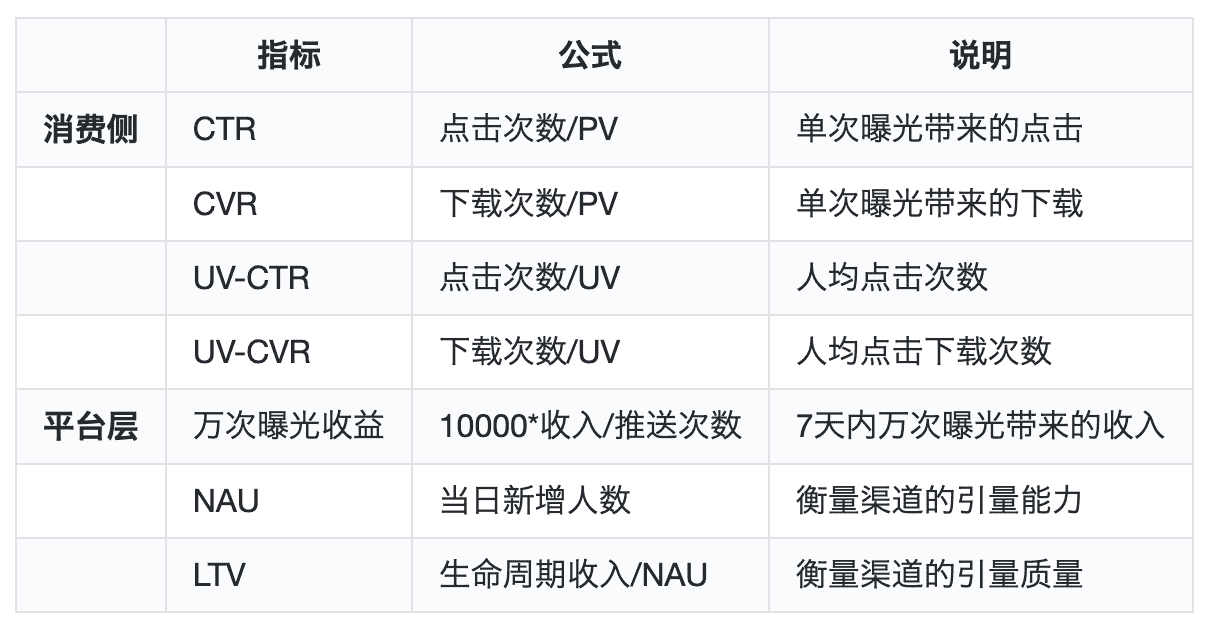 指标 公式 说明
消费侧 CTR 点击次数/PV 单次曝光带来的点击
CVR 下载次数/PV 单次曝光带来的下载
UV-CTR 点击次数/UV 人均点击次数
UV-CVR 下载次数/UV 人均点击下载次数
平台层 万次曝光收益 10000*收入/推送次数 7天内万次曝光带来的收入
NAU 当日新增人数 衡量渠道的引量能力
LTV 生命周期收入/NAU 衡量渠道的引量质量